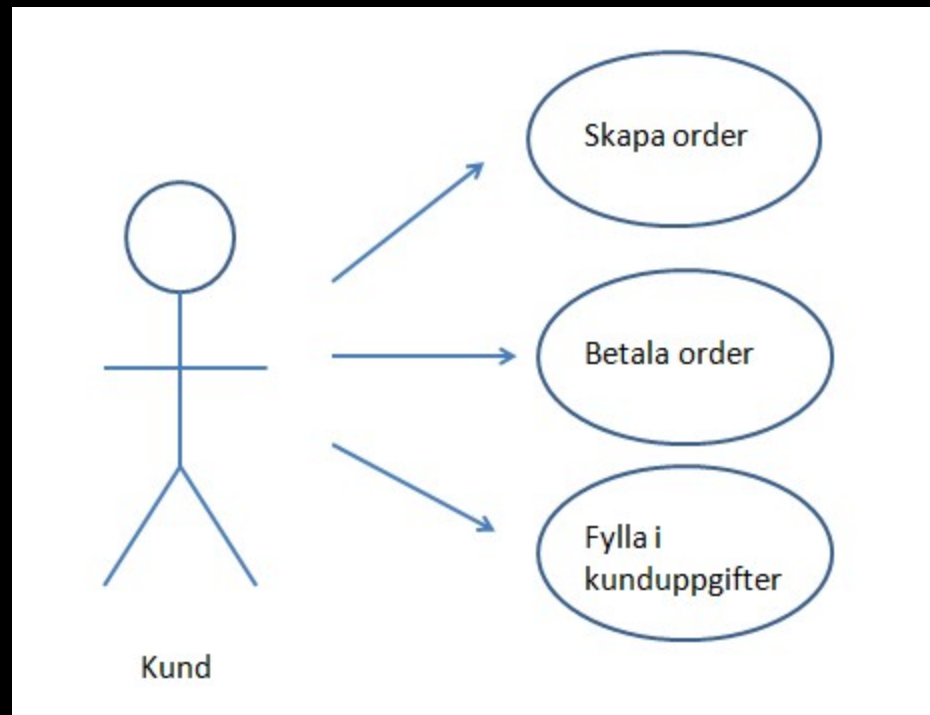 Skapa order
Betala order
Fylla i
kunduppgifter
Kund